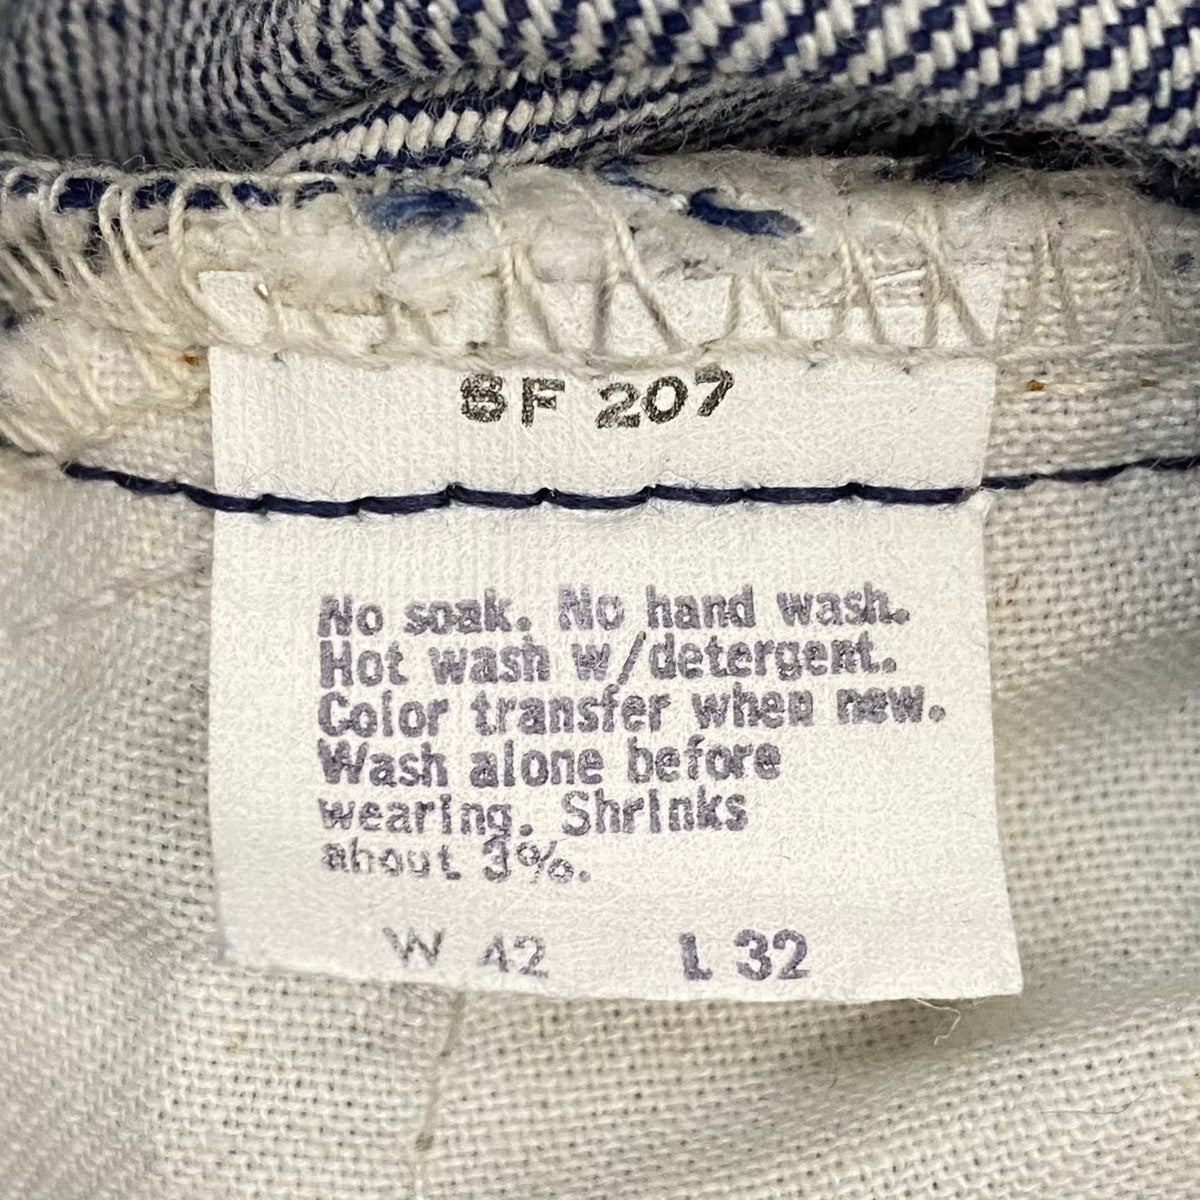 SF 207
No soak. No hand wash.
Hot wash w/detergent.
Color transfer when new.
Wash alone before
wearing. Shrinks
about 3%.
W 42 L 32